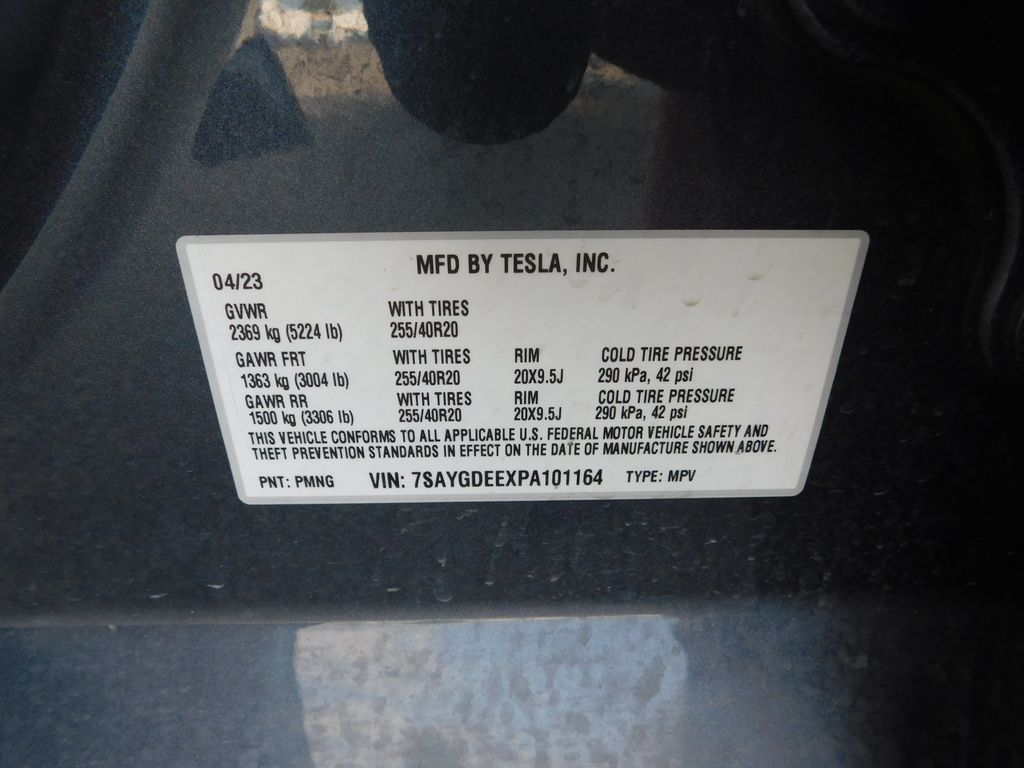 MFD BY TESLA, INC.
04/23
GVWR WITH TIRES
2369 kg (5224 lb) 255/40R20
GAWR FRT WITH TIRES RIM COLD TIRE PRESSURE
1363 kg (3004 lb) 255/40R20 20X9.5J 290 kPa, 42 psi
GAWR RR WITH TIRES RIM COLD TIRE PRESSURE
1500 kg (3306 lb) 255/40R20 20X9.5J 290 kPa, 42 psi
THIS VEHICLE CONFORMS TO ALL APPLICABLE U.S. FEDERAL MOTOR VEHICLE SAFETY AND
THEFT PREVENTION STANDARDS IN EFFECT ON THE DATE OF MANUFACTURE SHOWN ABOVE.
PNT: PMNG VIN: 7SAYGDEEXPA101164 TYPE: MPV